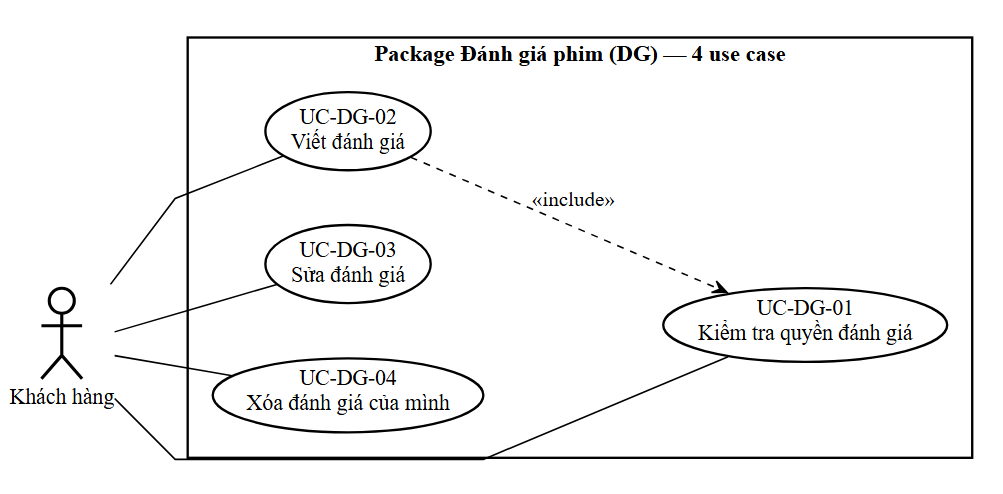 Package Đánh giá phim (DG) — 4 use case
UC-DG-02
Viết đánh giá
«include»
UC-DG-03
Sửa đánh giá
UC-DG-01
Kiểm tra quyền đánh giá
UC-DG-04
Xóa đánh giá của mình
Khách hàng